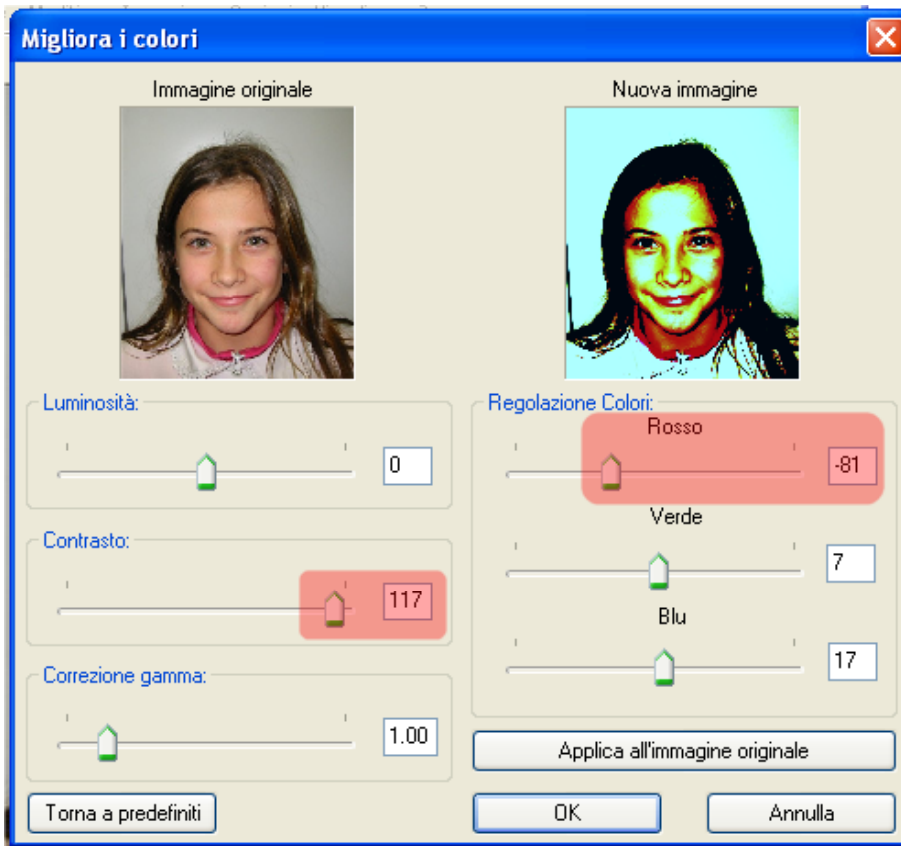 Migliora i colori
Immagine originale
Nuova immagine
Luminosità:
0
Contrasto:
117
Correzione gamma:
1.00
Regolazione Colori:
Rosso
-81
Verde
7
Blu
17
Applica all'immagine originale
Torna a predefiniti
OK
Annulla